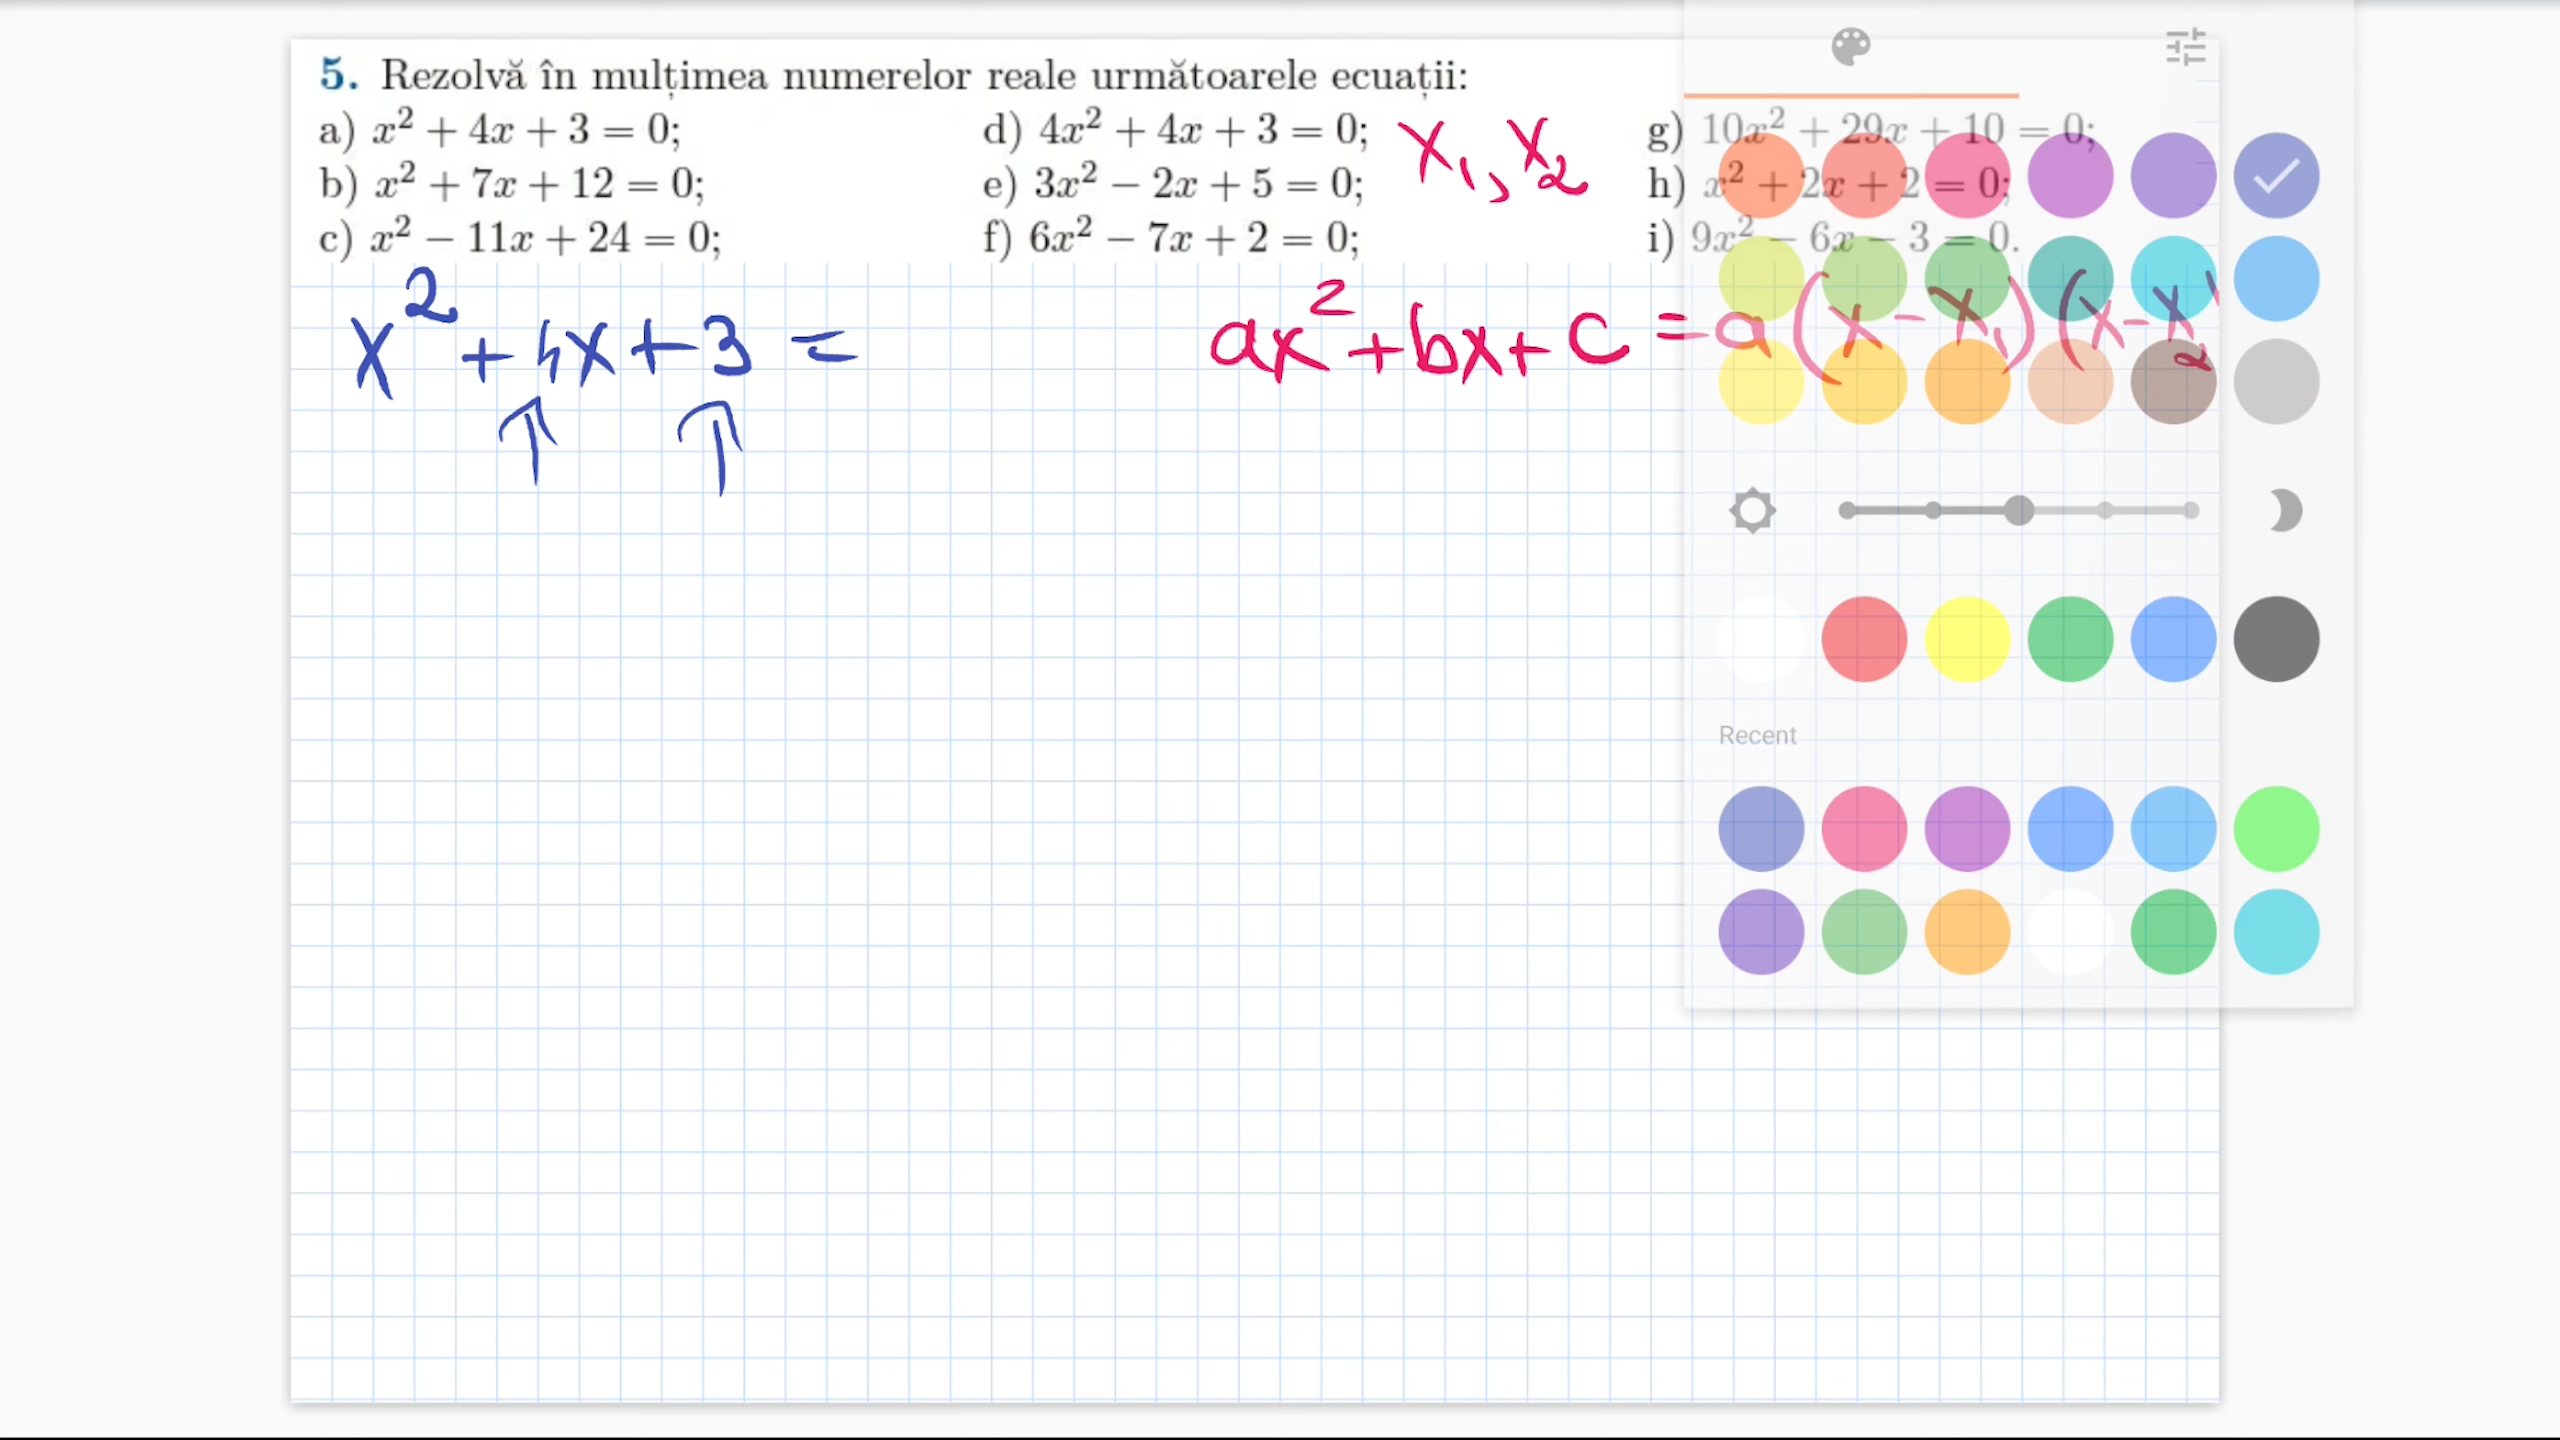 5. Rezolvă în mulțimea numerelor reale următoarele ecuații:
a) x² + 4x + 3 = 0;
b) x² + 7x + 12 = 0;
c) x² − 11x + 24 = 0;
d) 4x² + 4x + 3 = 0;
e) 3x² − 2x + 5 = 0;
f) 6x² − 7x + 2 = 0;
x₁, x₂
g) 10x² + 29x + 10 = 0;
h) x² + 2x + 2 = 0;
i) 9x² − 6x − 3 = 0.
x² + 4x + 3 =
ax² + bx + c = a(x − x₁)(x − x₂
Recent